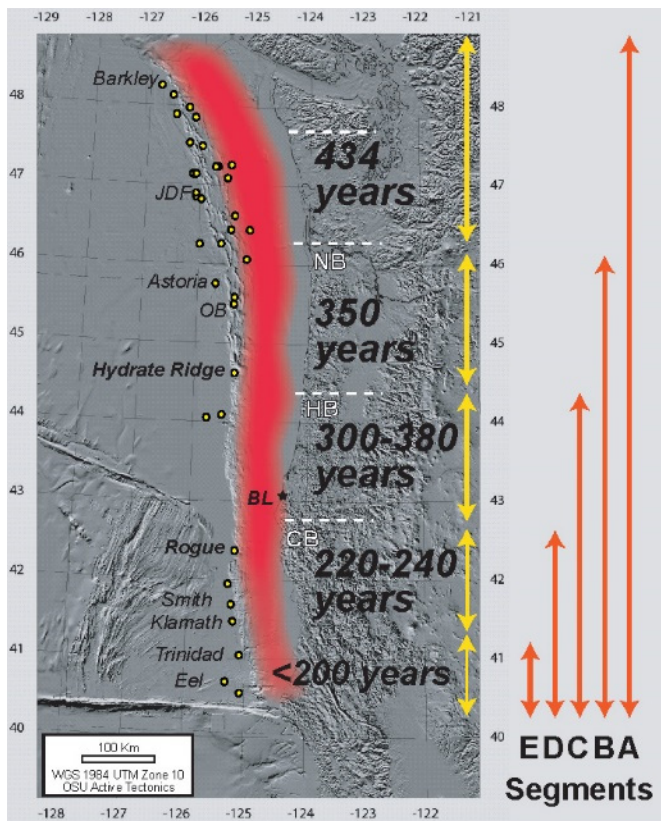 -129 -128 -127 -126 -125 -124 -123 -122 -121
Barkley
48
48
434
years
47
47
JDF
46
46
NB
Astoria
OB
350
years
45
45
Hydrate Ridge
44
44
HB
300-380
years
43
43
BL
CB
Rogue
220-240
years
42
42
Smith
Klamath
41
41
Trinidad
<200 years
Eel
40
40
100 Km
WGS 1984 UTM Zone 10
OSU Active Tectonics
-128 -127 -126 -125 -124 -123 -122
E D C B A
Segments